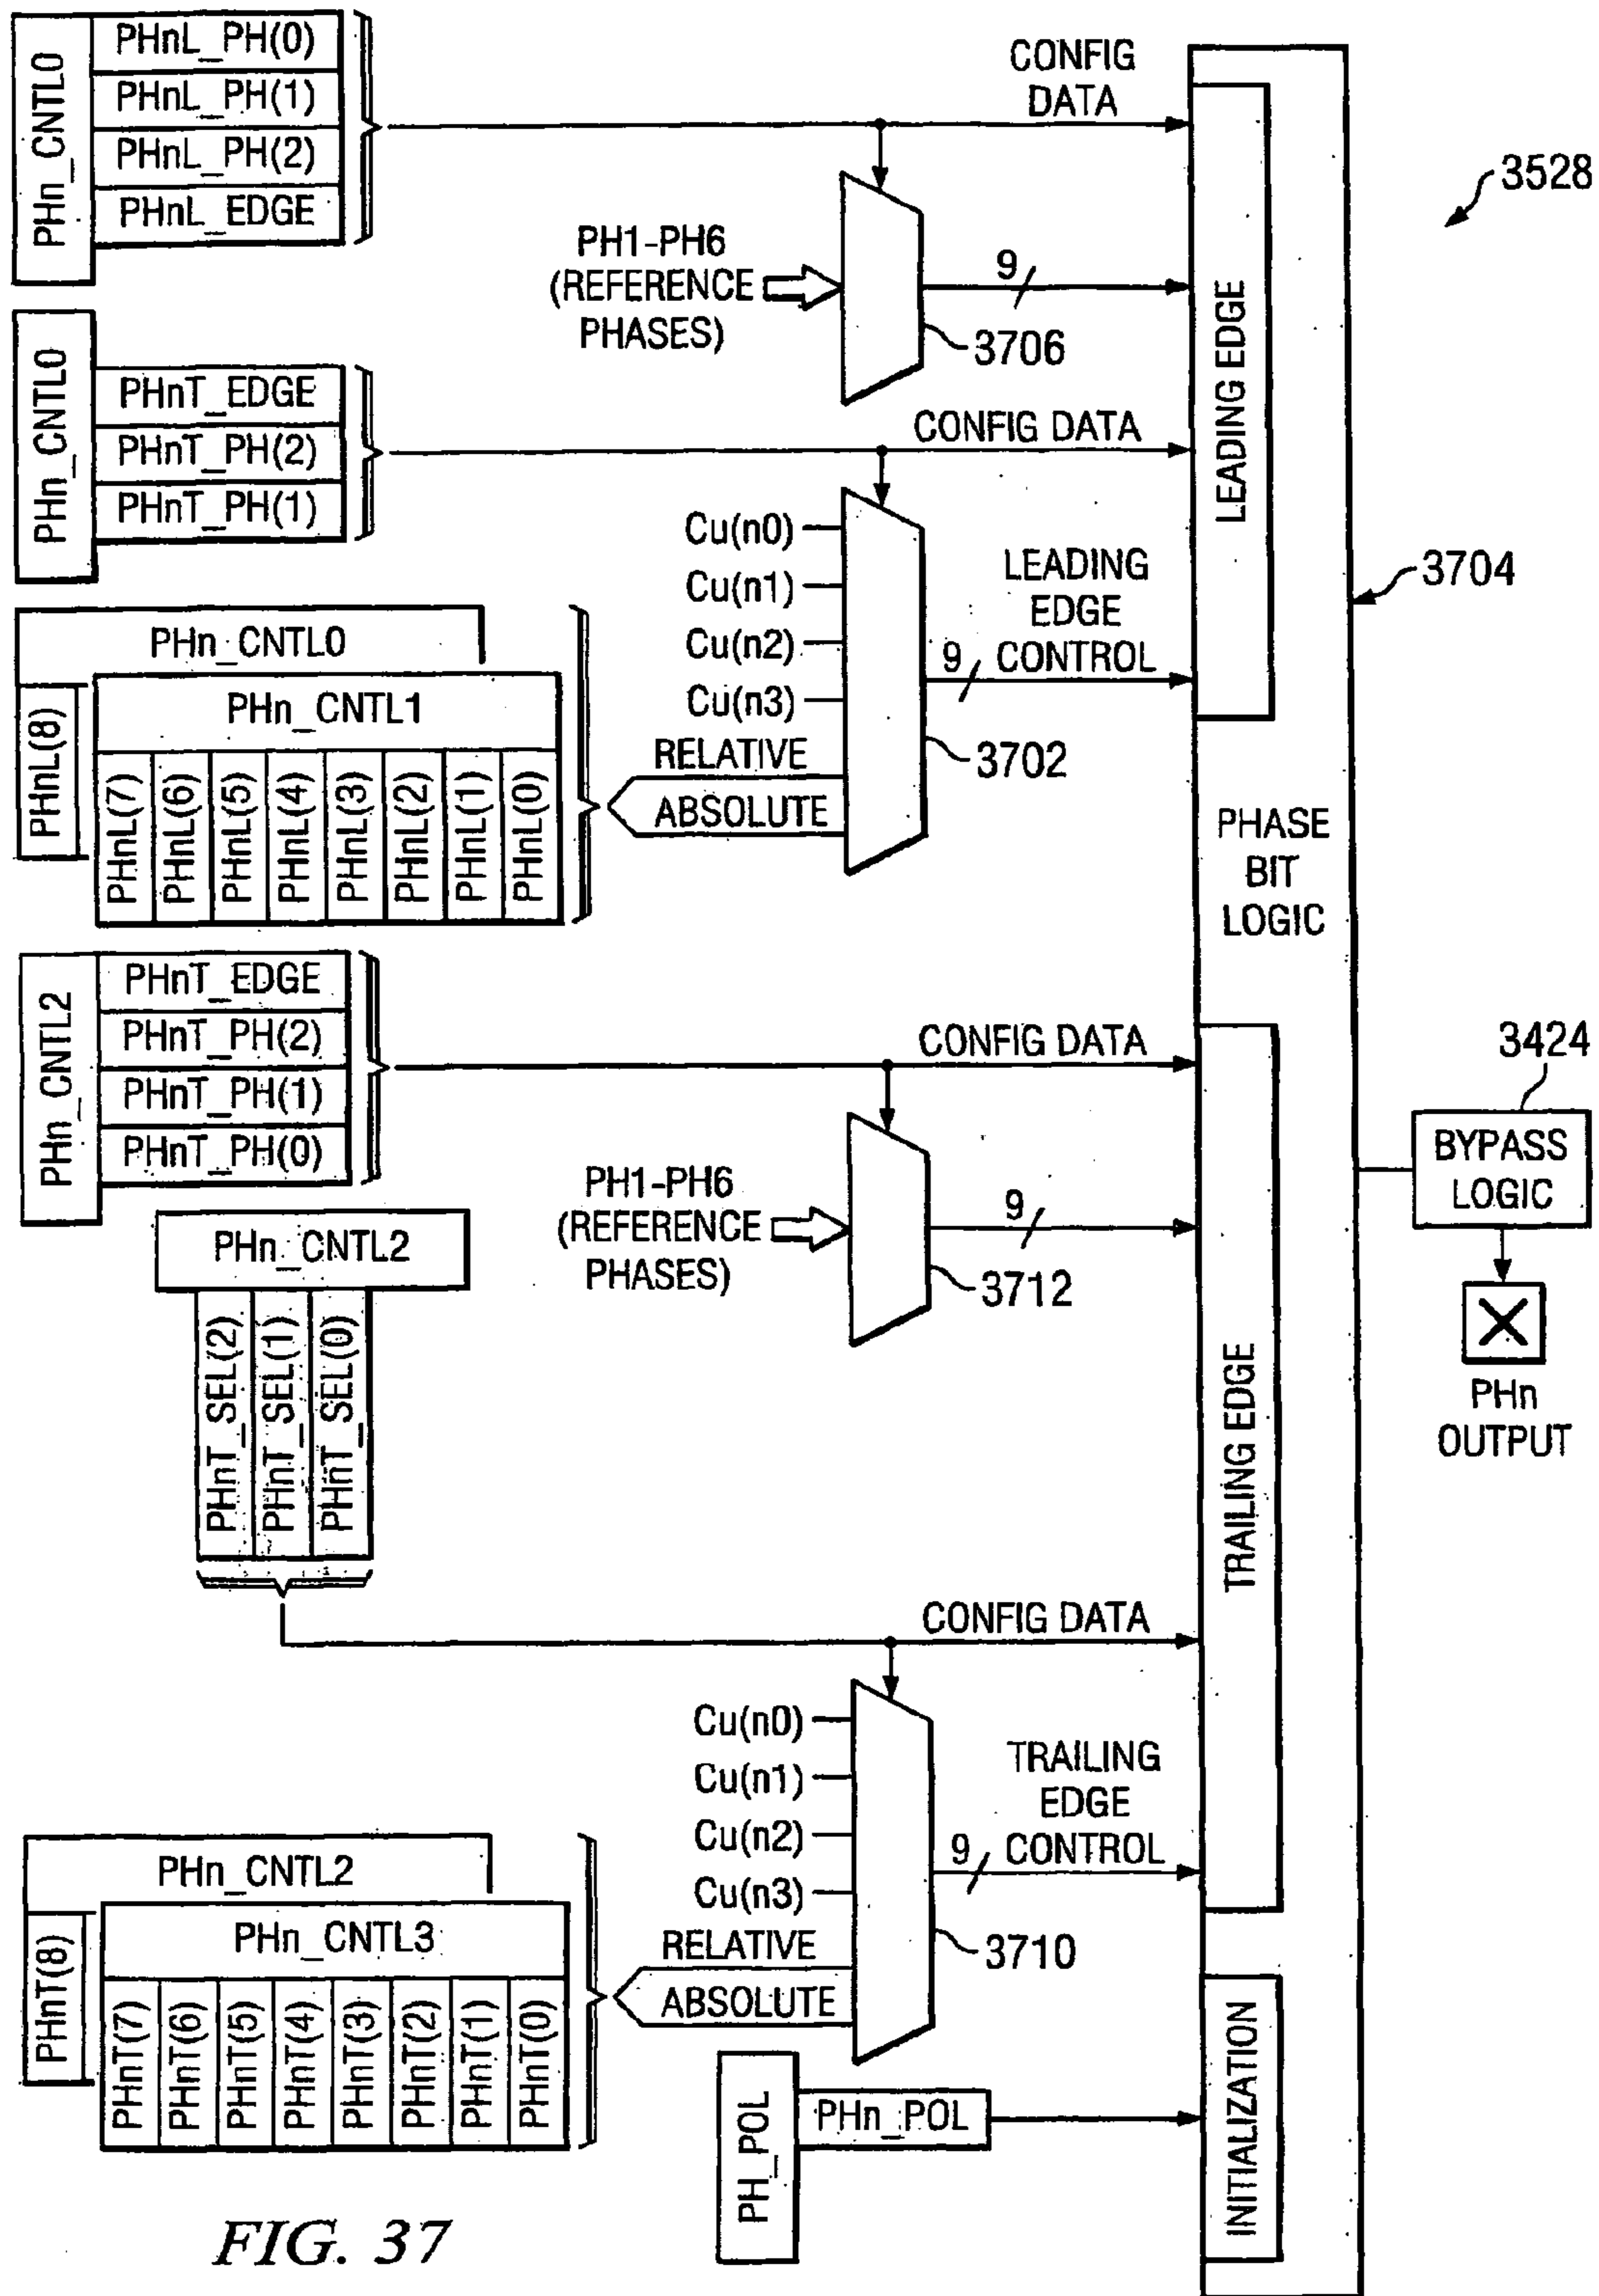 PHn_CNTL0
PHnL_PH(0)
PHnL_PH(1)
PHnL_PH(2)
PHnL_EDGE
CONFIG
DATA
3528
PH1-PH6
(REFERENCE
PHASES)
9
3706
LEADING EDGE
PHn_CNTL0
PHnT_EDGE
PHnT_PH(2)
PHnT_PH(1)
CONFIG DATA
Cu(n0)
Cu(n1)
Cu(n2)
Cu(n3)
RELATIVE
ABSOLUTE
LEADING
EDGE
9 CONTROL
3702
3704
PHn_CNTL0
PHnL(8)
PHn_CNTL1
PHnL(7)
PHnL(6)
PHnL(5)
PHnL(4)
PHnL(3)
PHnL(2)
PHnL(1)
PHnL(0)
PHASE
BIT
LOGIC
PHn_CNTL2
PHnT_EDGE
PHnT_PH(2)
PHnT_PH(1)
PHnT_PH(0)
CONFIG DATA
PH1-PH6
(REFERENCE
PHASES)
9
3712
TRAILING EDGE
3424
BYPASS
LOGIC
PHn
OUTPUT
PHn_CNTL2
PHnT_SEL(2)
PHnT_SEL(1)
PHnT_SEL(0)
CONFIG DATA
Cu(n0)
Cu(n1)
Cu(n2)
Cu(n3)
RELATIVE
ABSOLUTE
TRAILING
EDGE
9 CONTROL
3710
PHn_CNTL2
PHnT(8)
PHn_CNTL3
PHnT(7)
PHnT(6)
PHnT(5)
PHnT(4)
PHnT(3)
PHnT(2)
PHnT(1)
PHnT(0)
PH_POL
PHn_POL
INITIALIZATION
FIG. 37